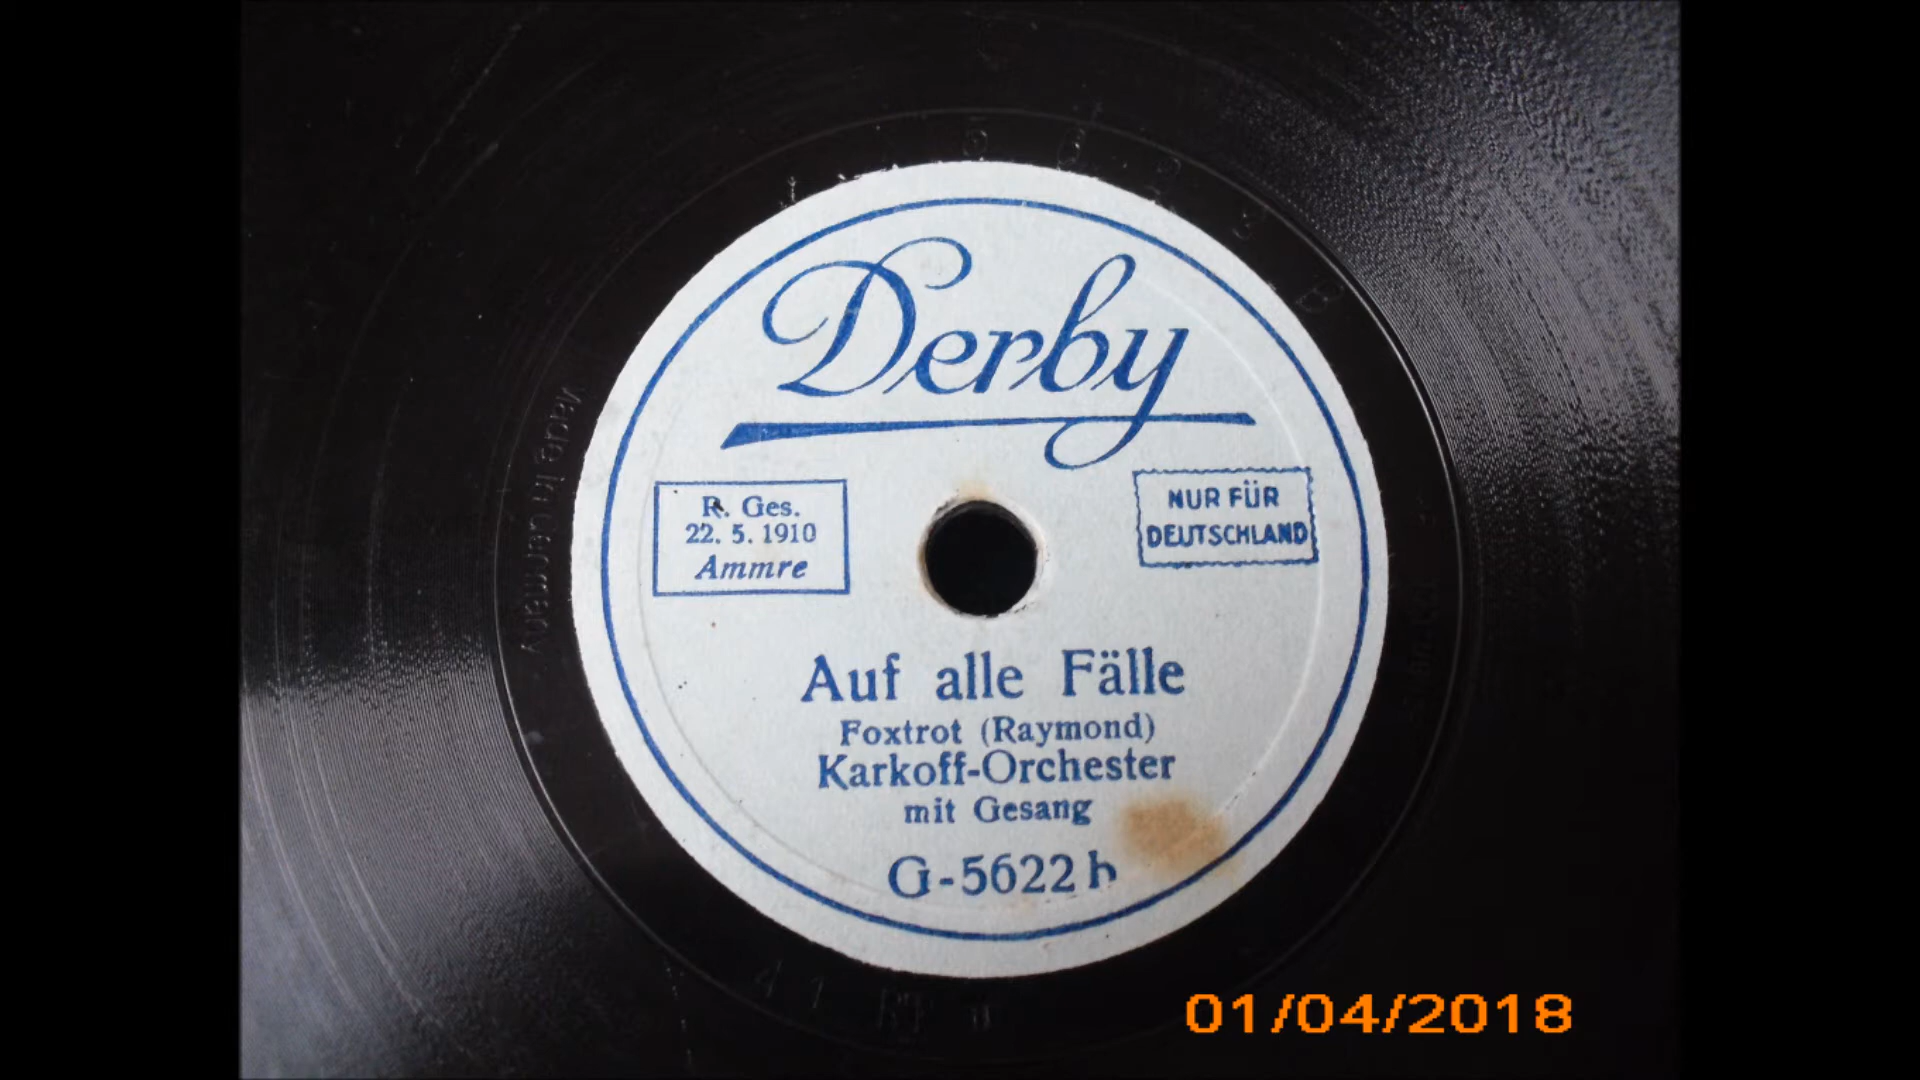 Derby
R. Ges.
22. 5. 1910
Ammre
NUR FÜR
DEUTSCHLAND
Auf alle Fälle
Foxtrot (Raymond)
Karkoff-Orchester
mit Gesang
G-5622 b
Made in Germany
01/04/2018